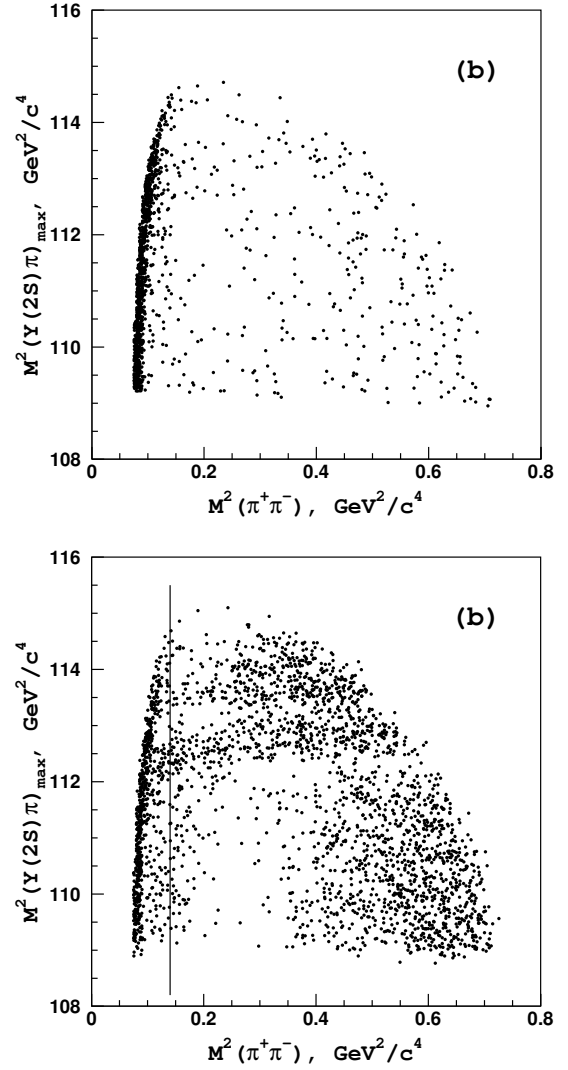 116
(b)
114
112
110
108
M²(Y(2S)π)max, GeV²/c⁴
0 0.2 0.4 0.6 0.8
M²(π⁺π⁻), GeV²/c⁴
116
(b)
114
112
110
108
M²(Y(2S)π)max, GeV²/c⁴
0 0.2 0.4 0.6 0.8
M²(π⁺π⁻), GeV²/c⁴